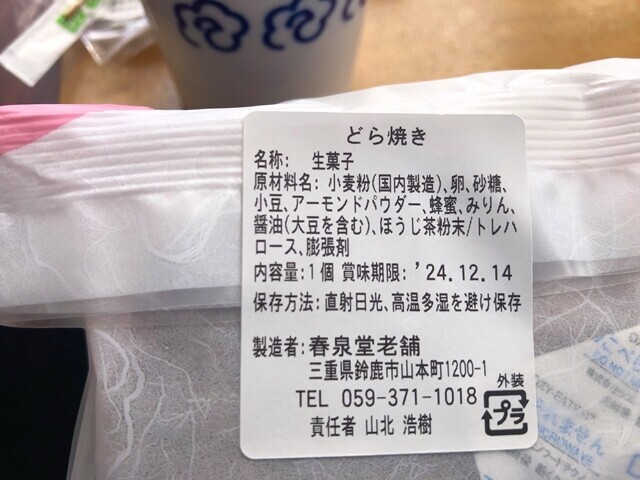 どら焼き
名称： 生菓子
原材料名：小麦粉（国内製造）、卵、砂糖、
小豆、アーモンドパウダー、蜂蜜、みりん、
醤油（大豆を含む）、ほうじ茶粉末/トレハ
ロース、膨張剤
内容量：1個 賞味期限：'24.12.14
保存方法：直射日光、高温多湿を避け保存
製造者：春泉堂老舗
三重県鈴鹿市山本町1200-1
TEL 059-371-1018
責任者 山北 浩樹
外装
プラ